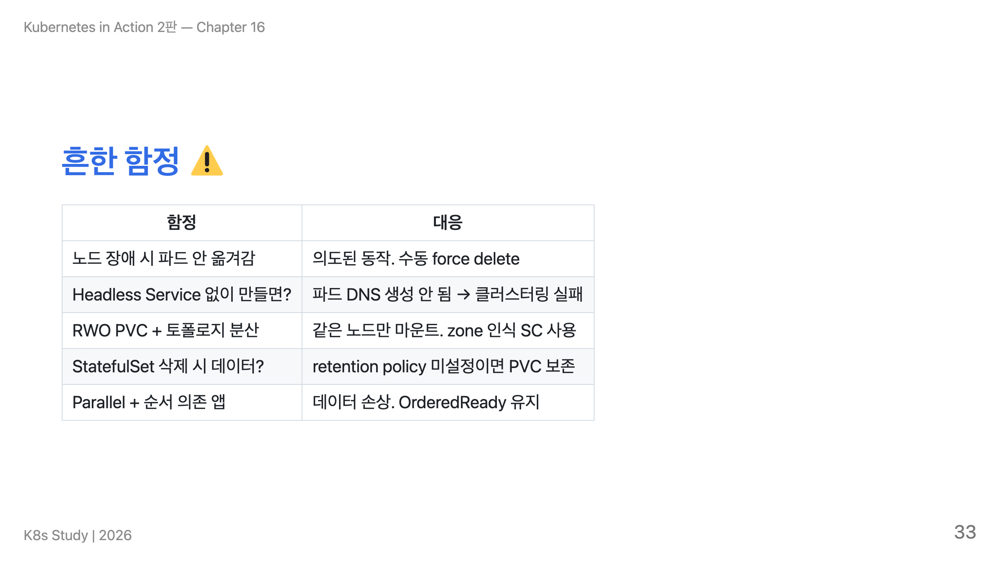 Kubernetes in Action 2판 — Chapter 16
흔한 함정 ⚠️
함정 대응
노드 장애 시 파드 안 옮겨감 의도된 동작. 수동 force delete
Headless Service 없이 만들면? 파드 DNS 생성 안 됨 → 클러스터링 실패
RWO PVC + 토폴로지 분산 같은 노드만 마운트. zone 인식 SC 사용
StatefulSet 삭제 시 데이터? retention policy 미설정이면 PVC 보존
Parallel + 순서 의존 앱 데이터 손상. OrderedReady 유지
K8s Study | 2026
33